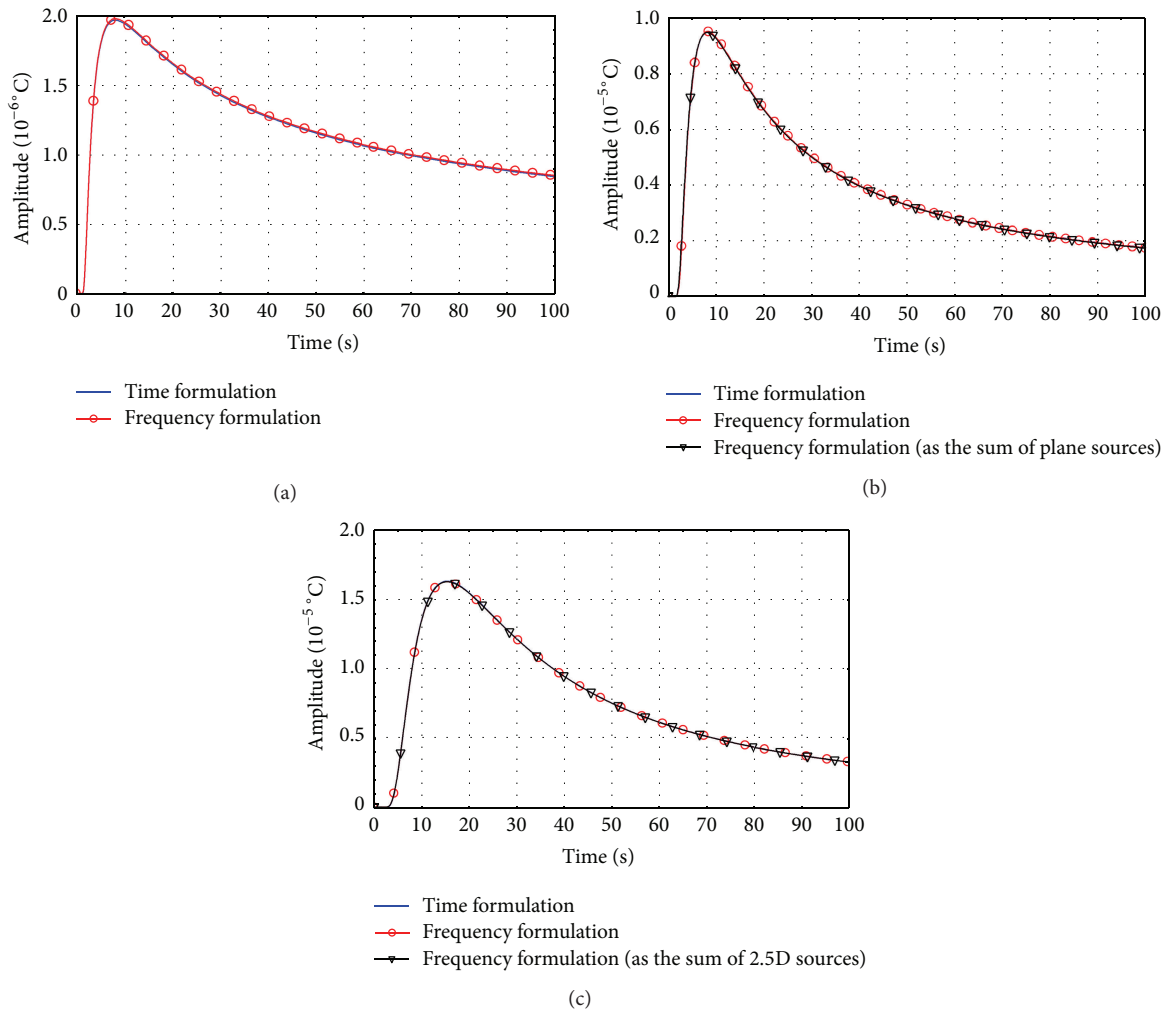 2.0
1.5
1.0
0.5
0
Amplitude (10⁻⁶°C)
0 10 20 30 40 50 60 70 80 90 100
Time (s)
Time formulation
Frequency formulation
(a)
1.0
0.8
0.6
0.4
0.2
0
Amplitude (10⁻⁵°C)
0 10 20 30 40 50 60 70 80 90 100
Time (s)
Time formulation
Frequency formulation
Frequency formulation (as the sum of plane sources)
(b)
2.0
1.5
1.0
0.5
0
Amplitude (10⁻⁵°C)
0 10 20 30 40 50 60 70 80 90 100
Time (s)
Time formulation
Frequency formulation
Frequency formulation (as the sum of 2.5D sources)
(c)